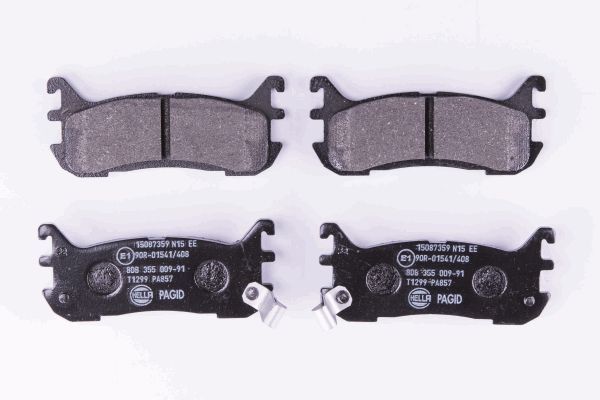 15087359 N15 EE
E1 90R-01541/408
8DB 355 009-91
T1299 PA857
HELLA PAGID
15087359 N15 EE
E1 90R-01541/408
8DB 355 009-91
T1299 PA857
HELLA PAGID